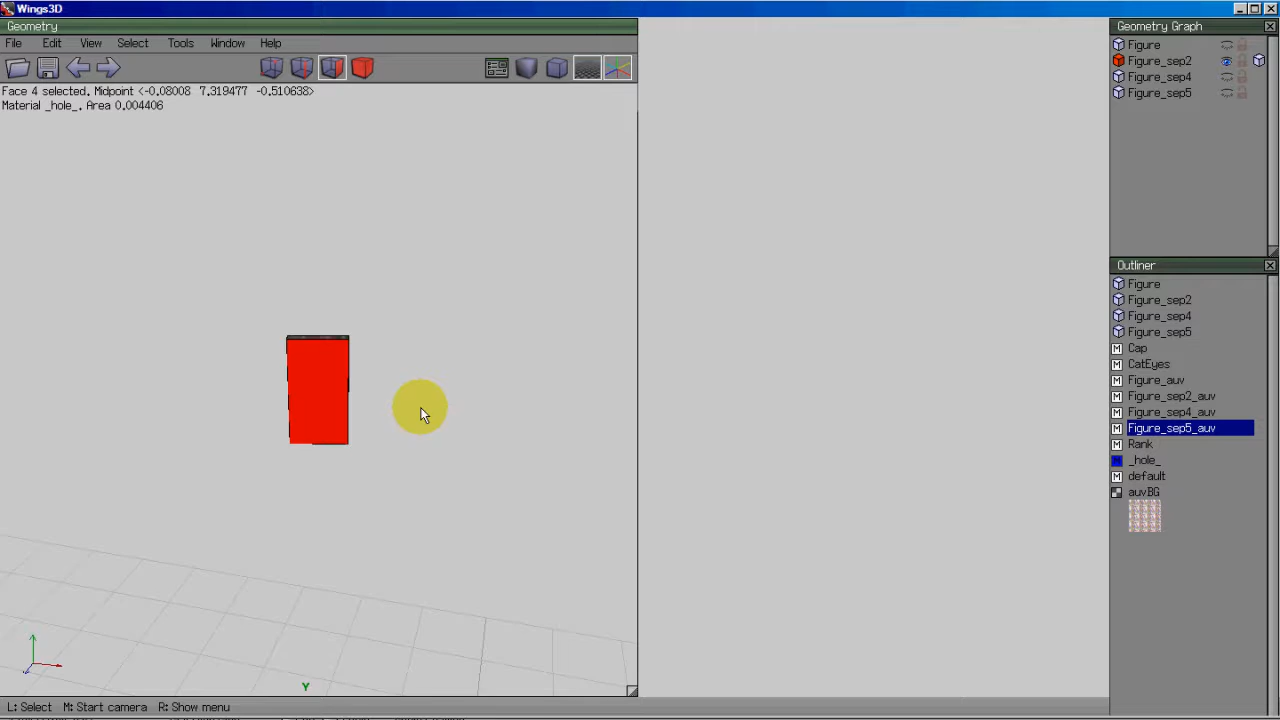 Wings3D
Geometry
File Edit View Select Tools Window Help
Face 4 selected. Midpoint <-0.08008 7.319477 -0.510638>
Material _hole_. Area 0.004406
Y
L: Select M: Start camera R: Show menu
Geometry Graph
Figure
Figure_sep2
Figure_sep4
Figure_sep5
Outliner
Figure
Figure_sep2
Figure_sep4
Figure_sep5
M Cap
M CatEyes
M Figure_auv
M Figure_sep2_auv
M Figure_sep4_auv
M Figure_sep5_auv
M Rank
M _hole_
M default
auvBG